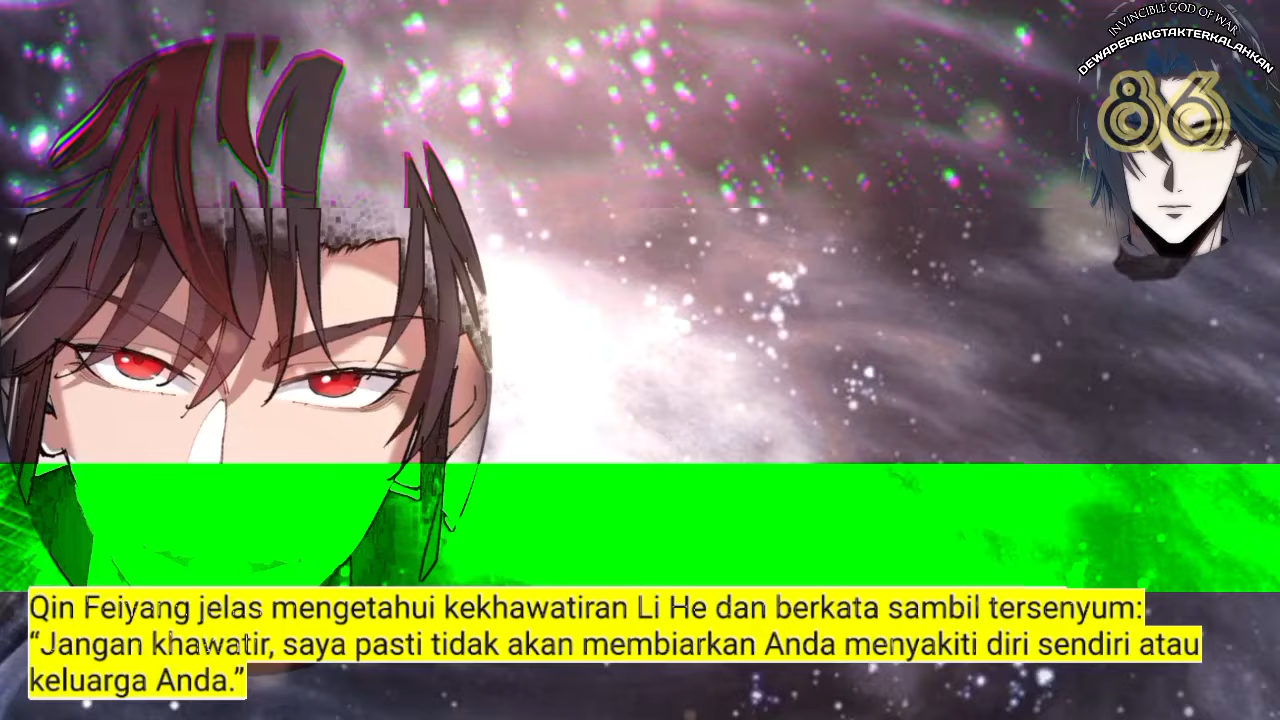 INVINCIBLE GOD OF WAR
DEWAPERANGTAKTERKALAHKAN
86
Qin Feiyang jelas mengetahui kekhawatiran Li He dan berkata sambil tersenyum:
“Jangan khawatir, saya pasti tidak akan membiarkan Anda menyakiti diri sendiri atau
keluarga Anda.”